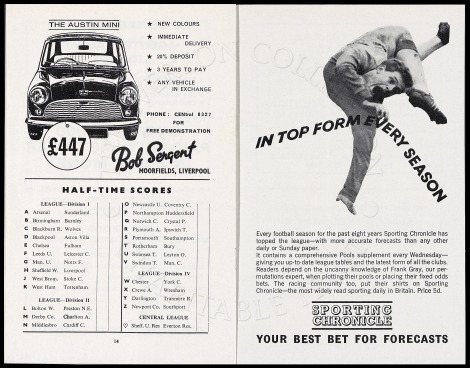 THE AUSTIN MINI
★ NEW COLOURS
★ IMMEDIATE
DELIVERY
★ 20% DEPOSIT
★ 3 YEARS TO PAY
★ ANY VEHICLE
IN EXCHANGE
PHONE: CENtral 8327
FOR
FREE DEMONSTRATION
£447
Bob Sergent
MOORFIELDS, LIVERPOOL
HALF-TIME SCORES
LEAGUE—Division I
A Arsenal Sunderland
B Birmingham Burnley
C Blackburn R. Wolves
D Blackpool Aston Villa
E Chelsea Fulham
F Leeds U. Leicester C.
G Man. U. Nott'm F.
H Sheffield W. Liverpool
J West Brom. Stoke C.
K West Ham Tottenham
LEAGUE—Division II
L Bolton W. Preston N.E.
M Derby Co. Charlton A.
N Middlesbro Cardiff C.
O Newcastle U. Coventry C.
P Northampton Huddersfield
Q Norwich C. Crystal P.
R Plymouth A. Ipswich T.
S Portsmouth Southampton
T Rotherham Bury
U Swansea T. Leyton O.
V Swindon T. Man. C.
LEAGUE—Division IV
W Chester York C.
X Crewe A. Wrexham
Y Darlington Tranmere R.
Z Newport Co. Southport
CENTRAL LEAGUE
Sheff. U. Res Everton Res.
14
IN TOP FORM EVERY SEASON
Every football season for the past eight years Sporting Chronicle has
topped the league—with more accurate forecasts than any other
daily or Sunday paper.
It contains a comprehensive Pools supplement every Wednesday—
giving you up-to-date league tables and the latest form of all the clubs.
Readers depend on the uncanny knowledge of Frank Gray, our per-
mutations expert, when plotting their pools or placing their fixed odds
bets. The racing community too, put their shirts on Sporting
Chronicle—the most widely read sporting daily in Britain. Price 5d.
SPORTING
CHRONICLE
YOUR BEST BET FOR FORECASTS